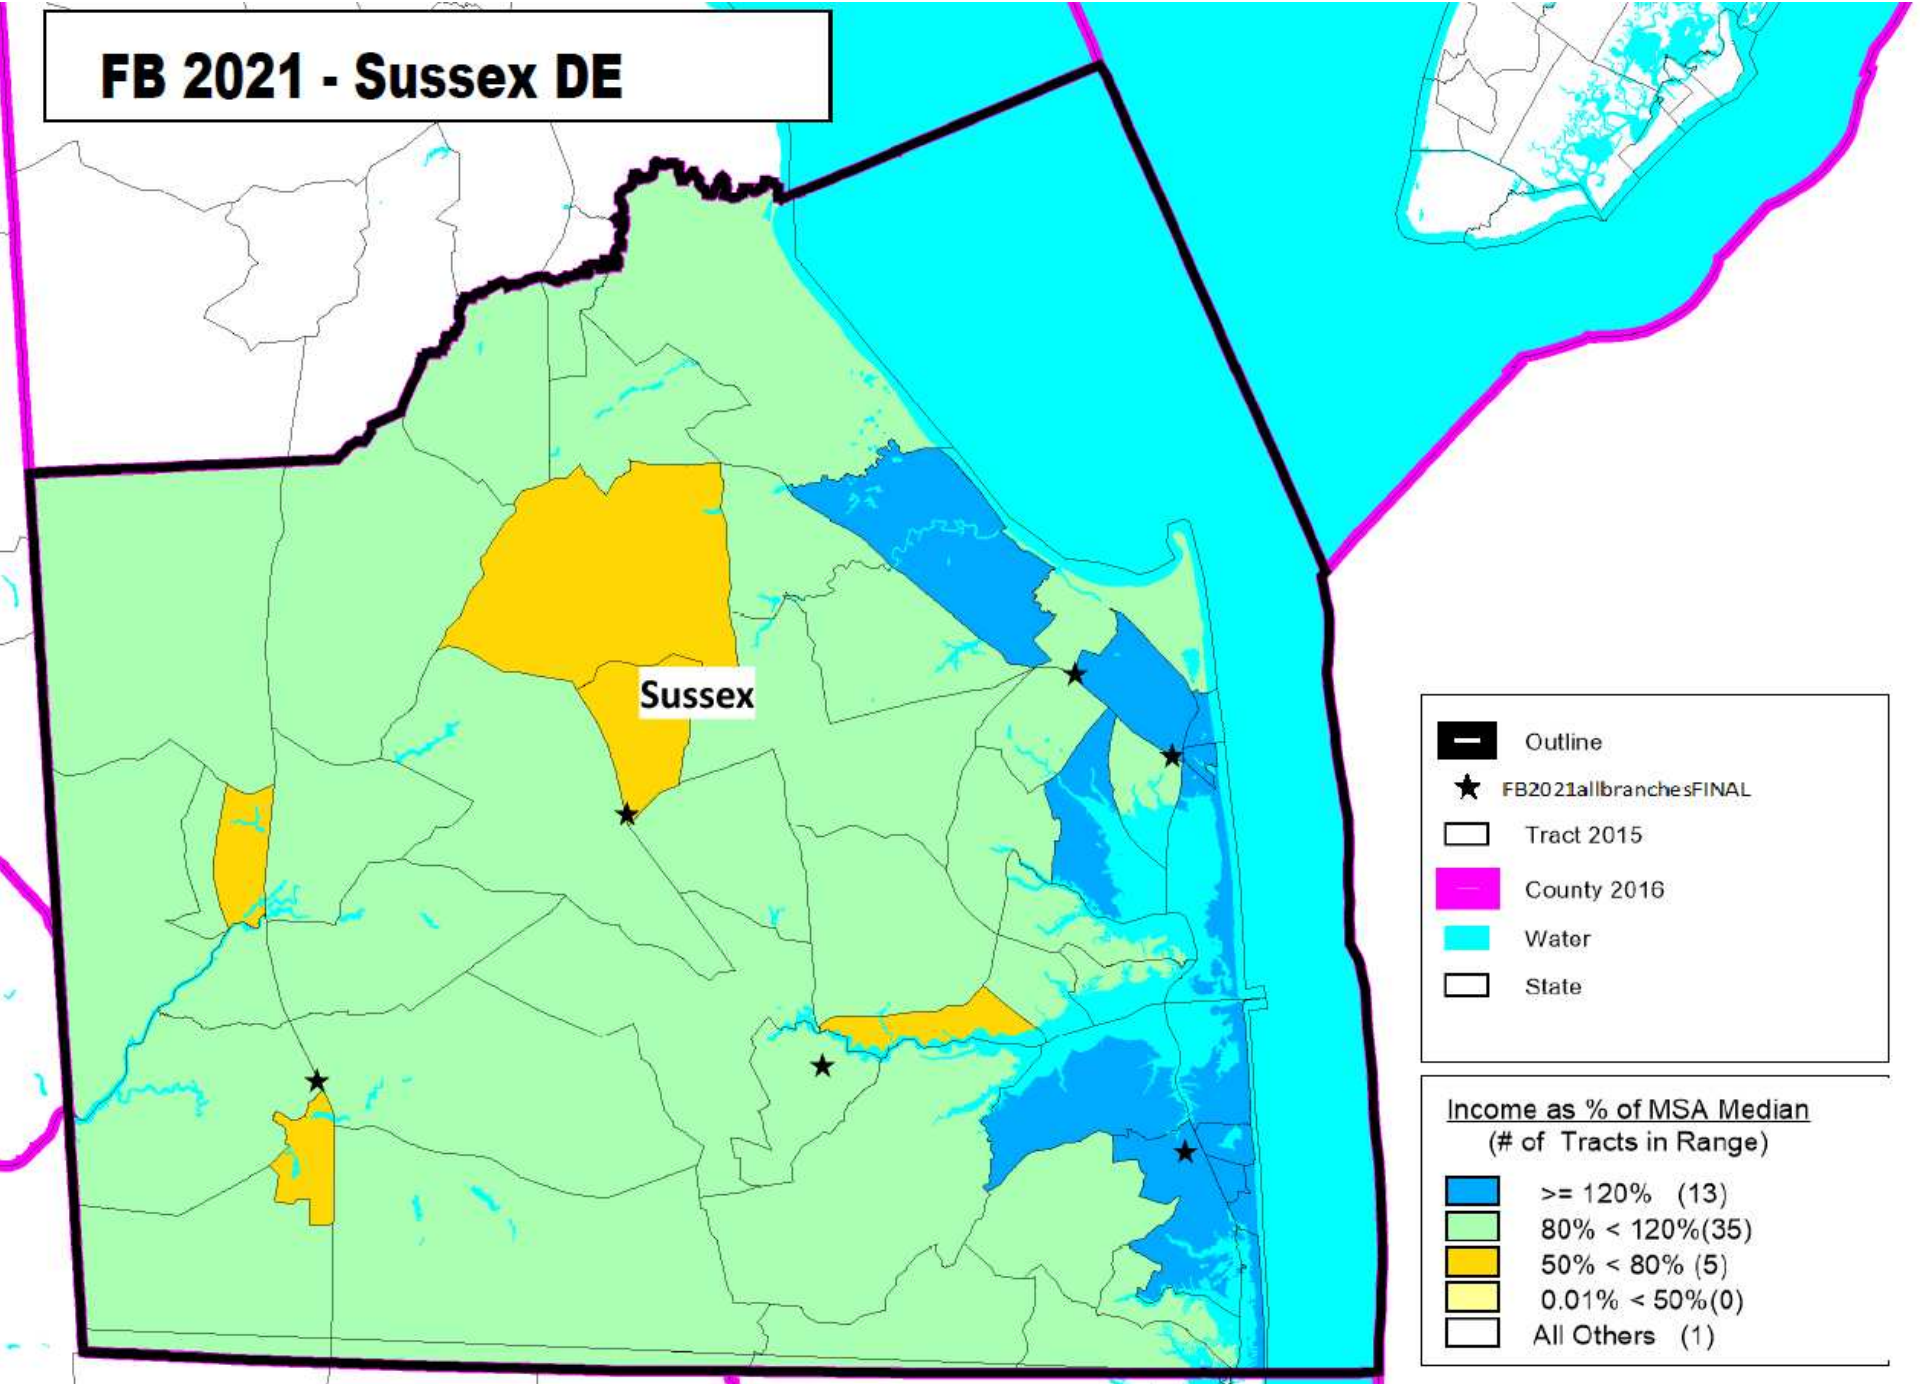 FB 2021 - Sussex DE
Sussex
Outline
FB2021allbranchesFINAL
Tract 2015
County 2016
Water
State
Income as % of MSA Median
(# of Tracts in Range)
>= 120% (13)
80% < 120%(35)
50% < 80% (5)
0.01% < 50%(0)
All Others (1)